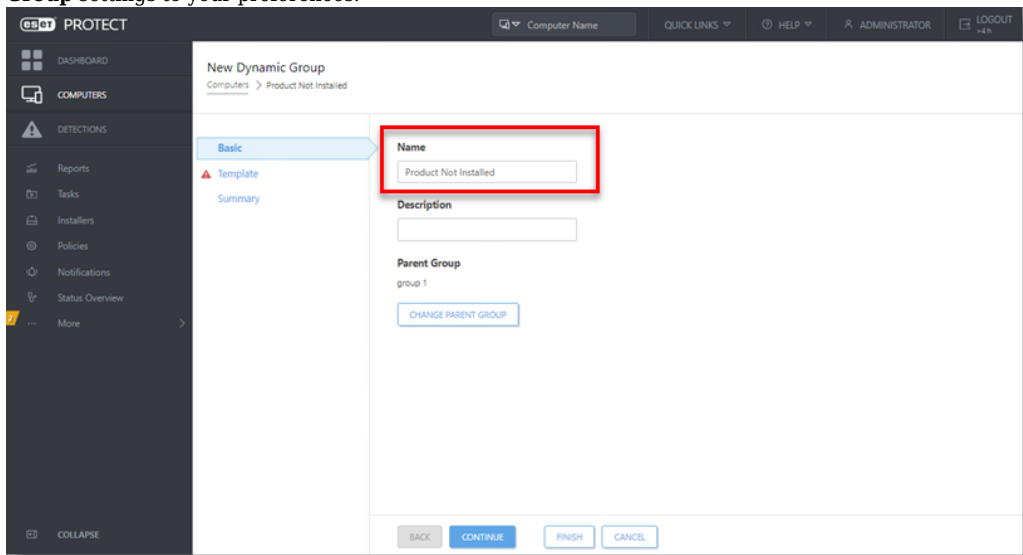 Group settings to your preferences.
eset PROTECT
Computer Name
QUICK LINKS
HELP
ADMINISTRATOR
LOGOUT
>4 h
DASHBOARD
COMPUTERS
DETECTIONS
Reports
Tasks
Installers
Policies
Notifications
Status Overview
More
COLLAPSE
New Dynamic Group
Computers > Product Not Installed
Basic
Template
Summary
Name
Product Not Installed
Description
Parent Group
group 1
CHANGE PARENT GROUP
BACK
CONTINUE
FINISH
CANCEL